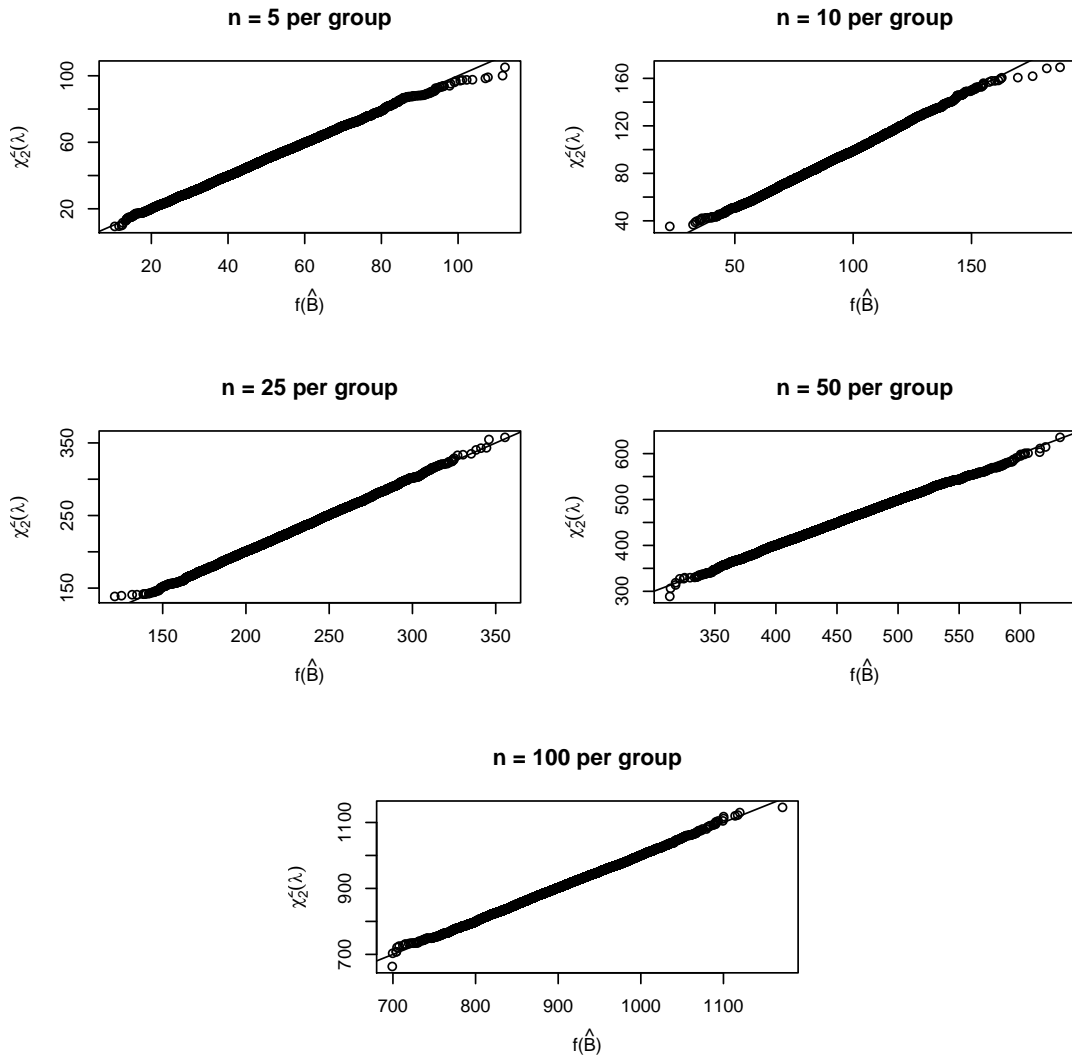 n = 5 per group
20 60 100
χ²₂(λ)
20 40 60 80 100
f(B̂)
n = 10 per group
40 80 120 160
χ²₂(λ)
50 100 150
f(B̂)
n = 25 per group
150 250 350
χ²₂(λ)
150 200 250 300 350
f(B̂)
n = 50 per group
300 400 500 600
χ²₂(λ)
350 400 450 500 550 600
f(B̂)
n = 100 per group
700 900 1100
χ²₂(λ)
700 800 900 1000 1100
f(B̂)